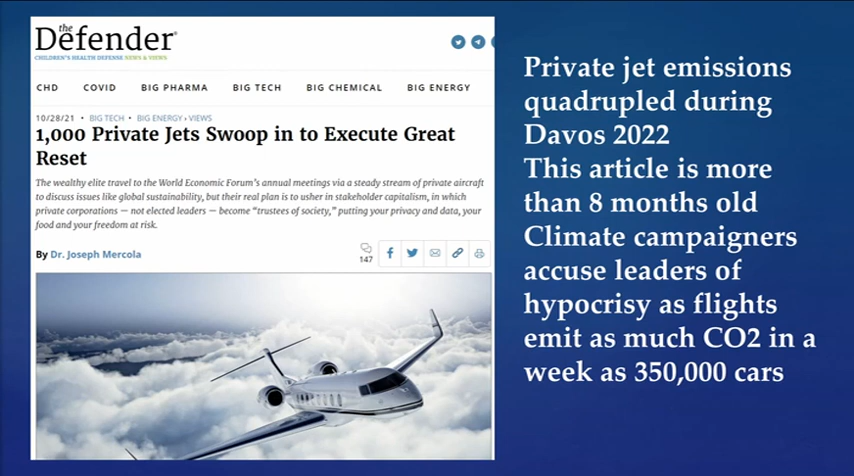 the
Defender
CHILDREN'S HEALTH DEFENSE NEWS & VIEWS
CHD COVID BIG PHARMA BIG TECH BIG CHEMICAL BIG ENERGY
10/28/21 • BIG TECH • BIG ENERGY › VIEWS
1,000 Private Jets Swoop in to Execute Great
Reset
The wealthy elite travel to the World Economic Forum's annual meetings via a steady stream of private aircraft
to discuss issues like global sustainability, but their real plan is to usher in stakeholder capitalism, in which
private corporations — not elected leaders — become “trustees of society,” putting your privacy and data, your
food and your freedom at risk.
By Dr. Joseph Mercola
147
Private jet emissions
quadrupled during
Davos 2022
This article is more
than 8 months old
Climate campaigners
accuse leaders of
hypocrisy as flights
emit as much CO2 in a
week as 350,000 cars